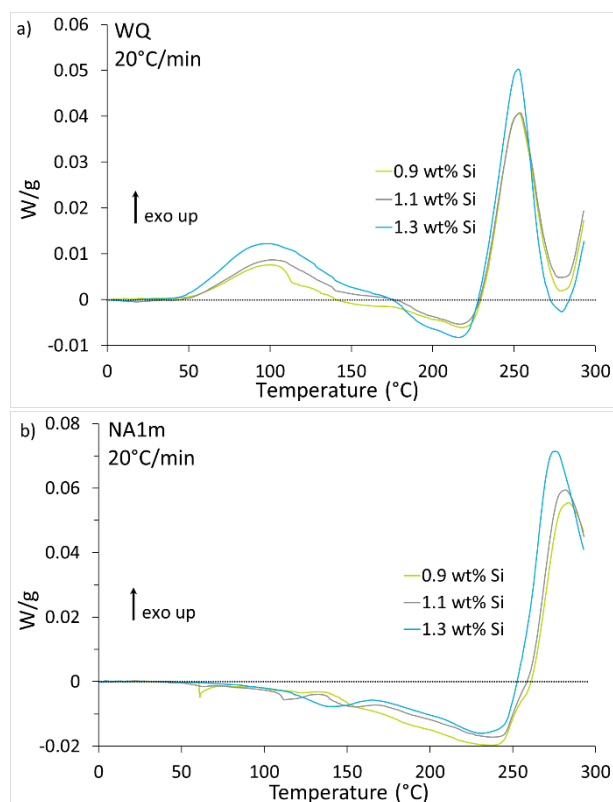 a)
WQ
20°C/min
0.06
0.05
0.04
0.03
0.02
0.01
0
-0.01
W/g
exo up
0.9 wt% Si
1.1 wt% Si
1.3 wt% Si
0 50 100 150 200 250 300
Temperature (°C)
b)
NA1m
20°C/min
0.08
0.06
0.04
0.02
0
-0.02
W/g
exo up
0.9 wt% Si
1.1 wt% Si
1.3 wt% Si
0 50 100 150 200 250 300
Temperature (°C)